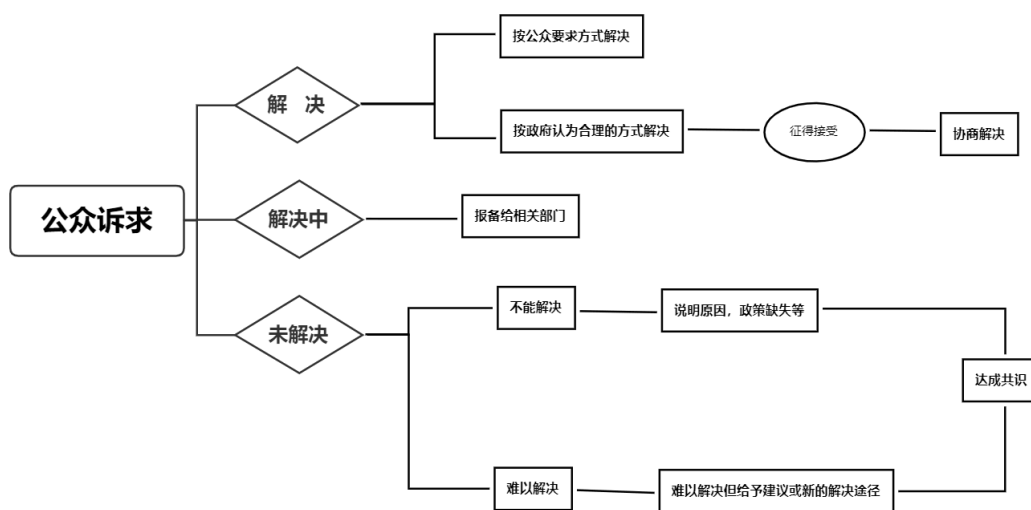 按公众要求方式解决
解 决
按政府认为合理的方式解决
征得接受
协商解决
公众诉求
解决中
报备给相关部门
未解决
不能解决
说明原因，政策缺失等
达成共识
难以解决
难以解决但给予建议或新的解决途径